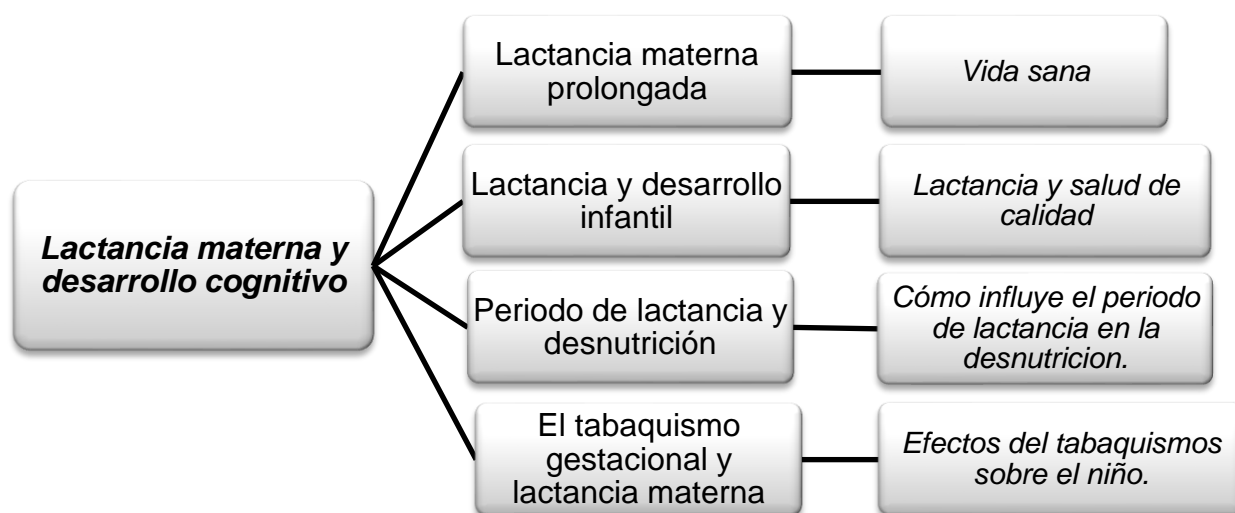 Lactancia materna y
desarrollo cognitivo
Lactancia materna
prolongada
Vida sana
Lactancia y desarrollo
infantil
Lactancia y salud de
calidad
Periodo de lactancia y
desnutrición
Cómo influye el periodo
de lactancia en la
desnutricion.
El tabaquismo
gestacional y
lactancia materna
Efectos del tabaquismos
sobre el niño.